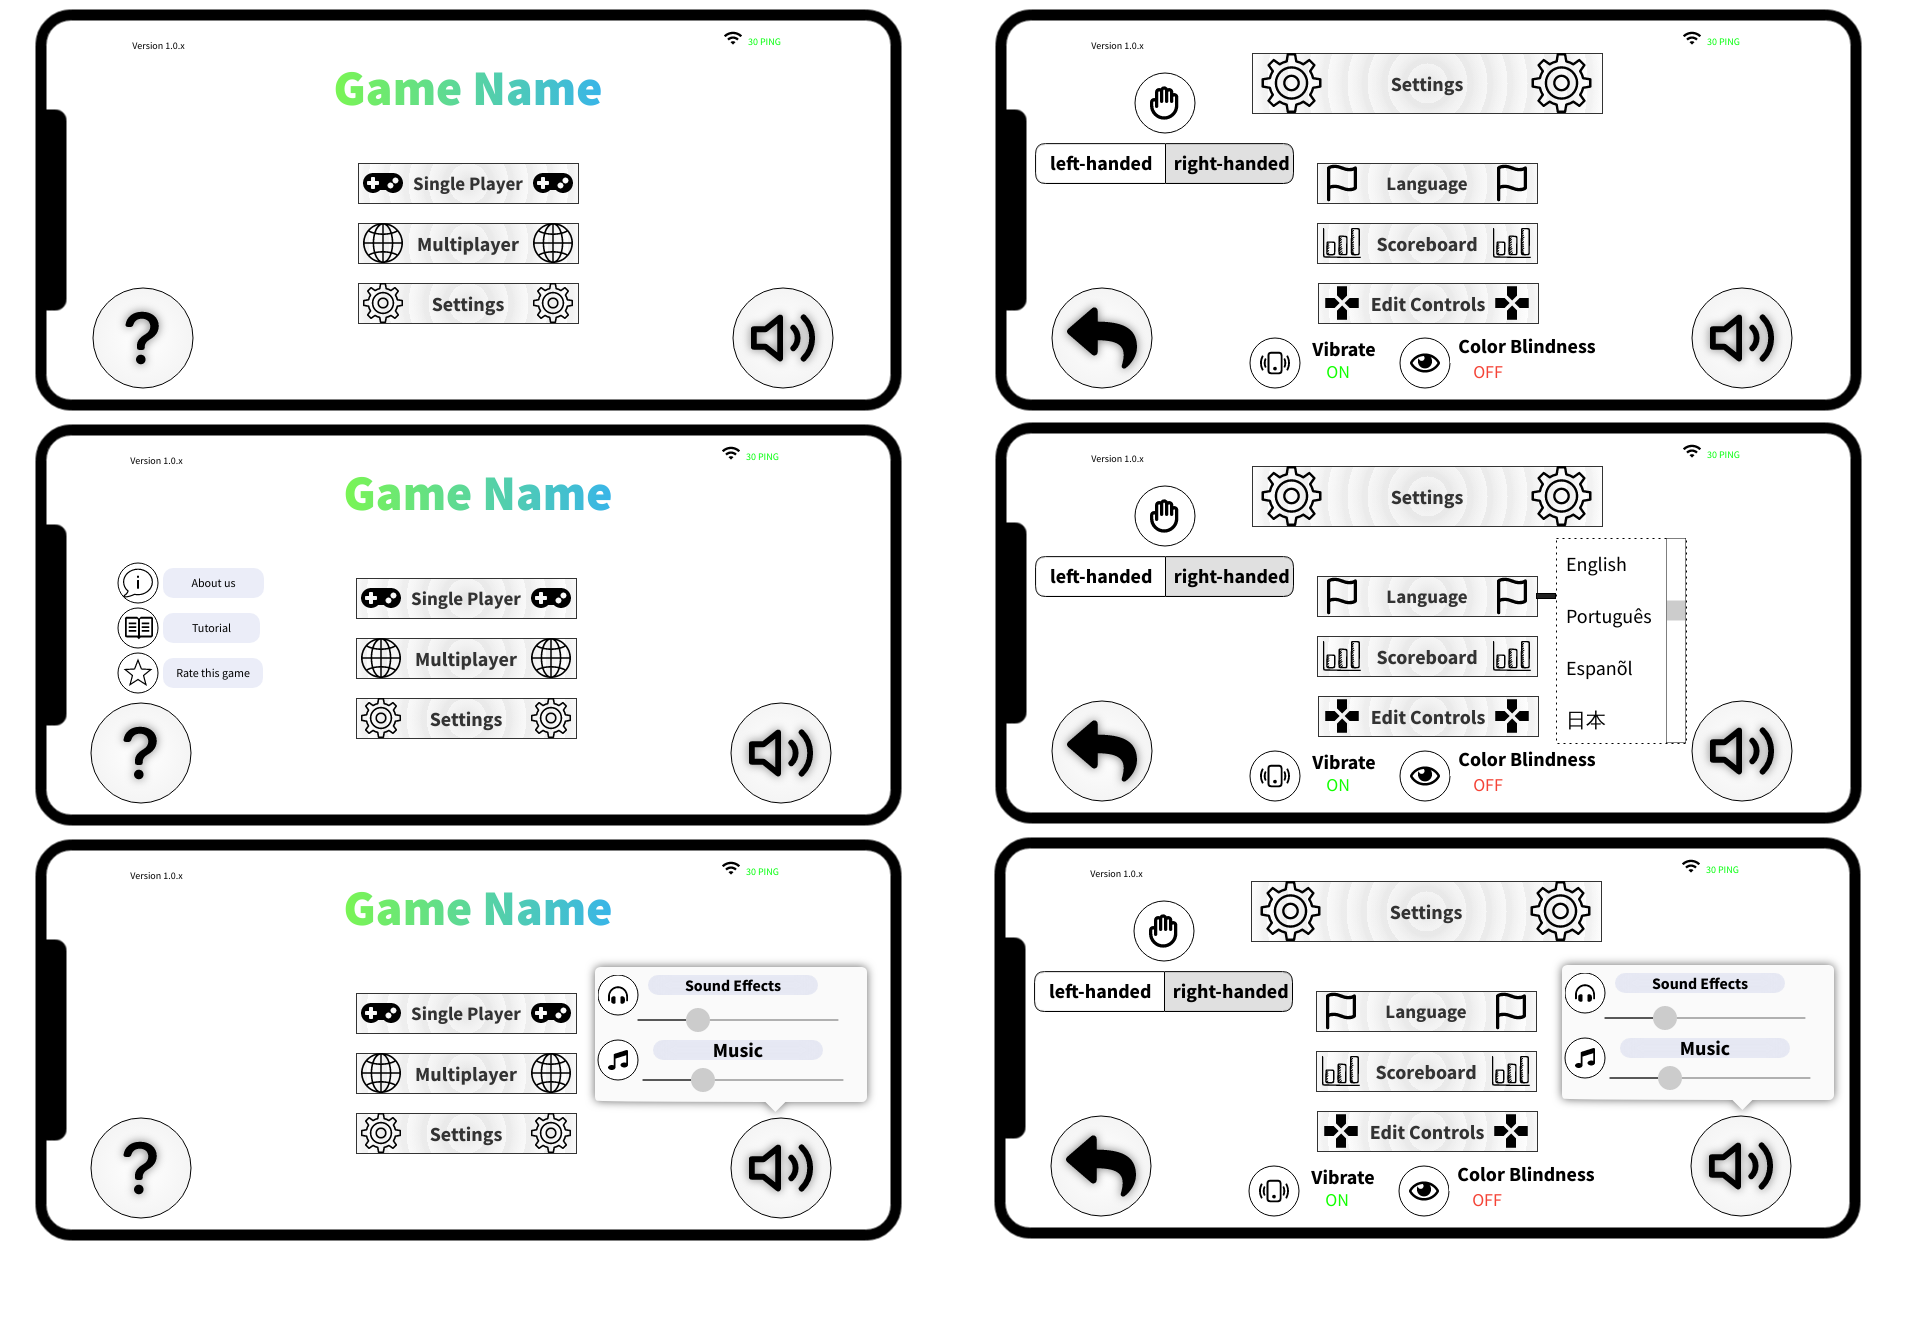 Version 1.0.x
30 PING
Game Name
Single Player
Multiplayer
Settings
?
Version 1.0.x
30 PING
Settings
left-handed
right-handed
Language
Scoreboard
Edit Controls
Vibrate
ON
Color Blindness
OFF
Version 1.0.x
30 PING
Game Name
About us
Tutorial
Rate this game
Single Player
Multiplayer
Settings
?
Version 1.0.x
30 PING
Settings
left-handed
right-handed
Language
Scoreboard
Edit Controls
English
Português
Espanõl
日本
Vibrate
ON
Color Blindness
OFF
Version 1.0.x
30 PING
Game Name
Single Player
Multiplayer
Settings
Sound Effects
Music
?
Version 1.0.x
30 PING
Settings
left-handed
right-handed
Language
Scoreboard
Edit Controls
Sound Effects
Music
Vibrate
ON
Color Blindness
OFF